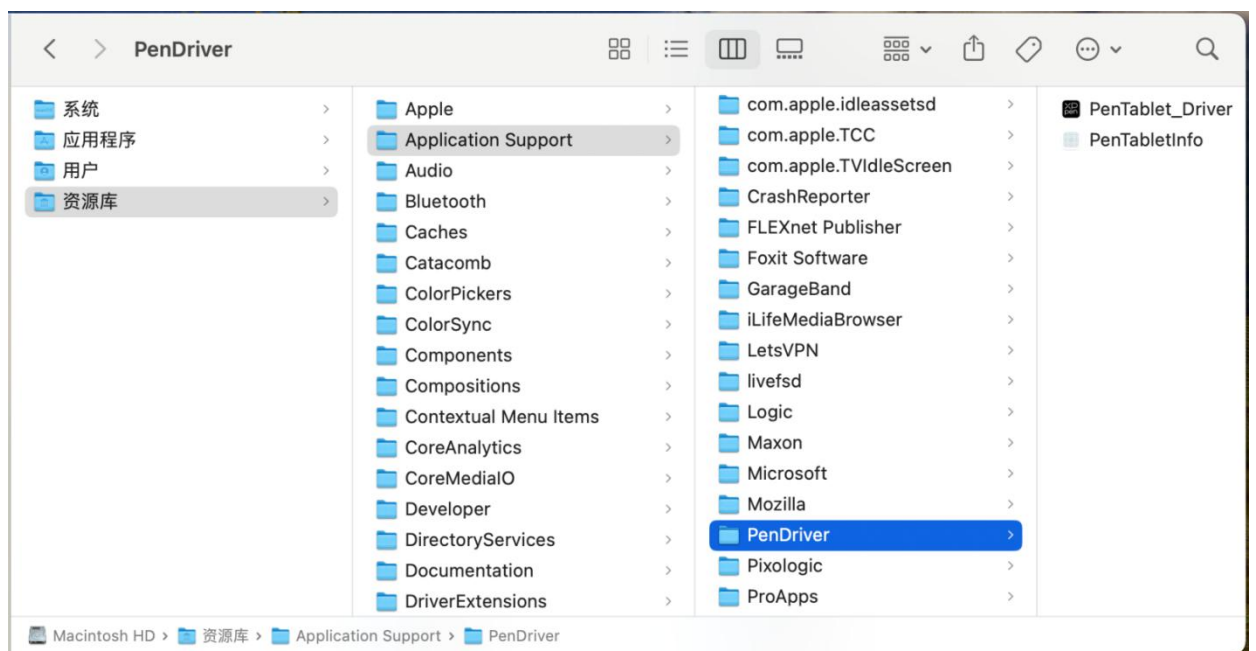 PenDriver
系统
应用程序
用户
资源库
Apple
Application Support
Audio
Bluetooth
Caches
Catacomb
ColorPickers
ColorSync
Components
Compositions
Contextual Menu Items
CoreAnalytics
CoreMediaIO
Developer
DirectoryServices
Documentation
DriverExtensions
com.apple.idleassetsd
com.apple.TCC
com.apple.TVIdleScreen
CrashReporter
FLEXnet Publisher
Foxit Software
GarageBand
iLifeMediaBrowser
LetsVPN
livefsd
Logic
Maxon
Microsoft
Mozilla
PenDriver
Pixologic
ProApps
PenTablet_Driver
PenTabletInfo
Macintosh HD › 资源库 › Application Support › PenDriver